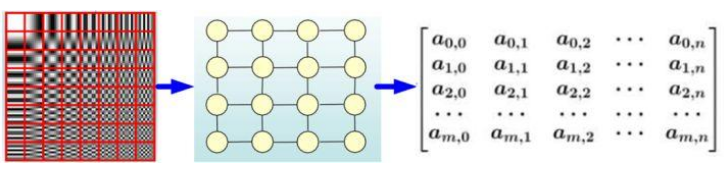 a0,0 a0,1 a0,2 ... a0,n
a1,0 a1,1 a1,2 ... a1,n
a2,0 a2,1 a2,2 ... a2,n
... ... ... ... ...
am,0 am,1 am,2 ... am,n